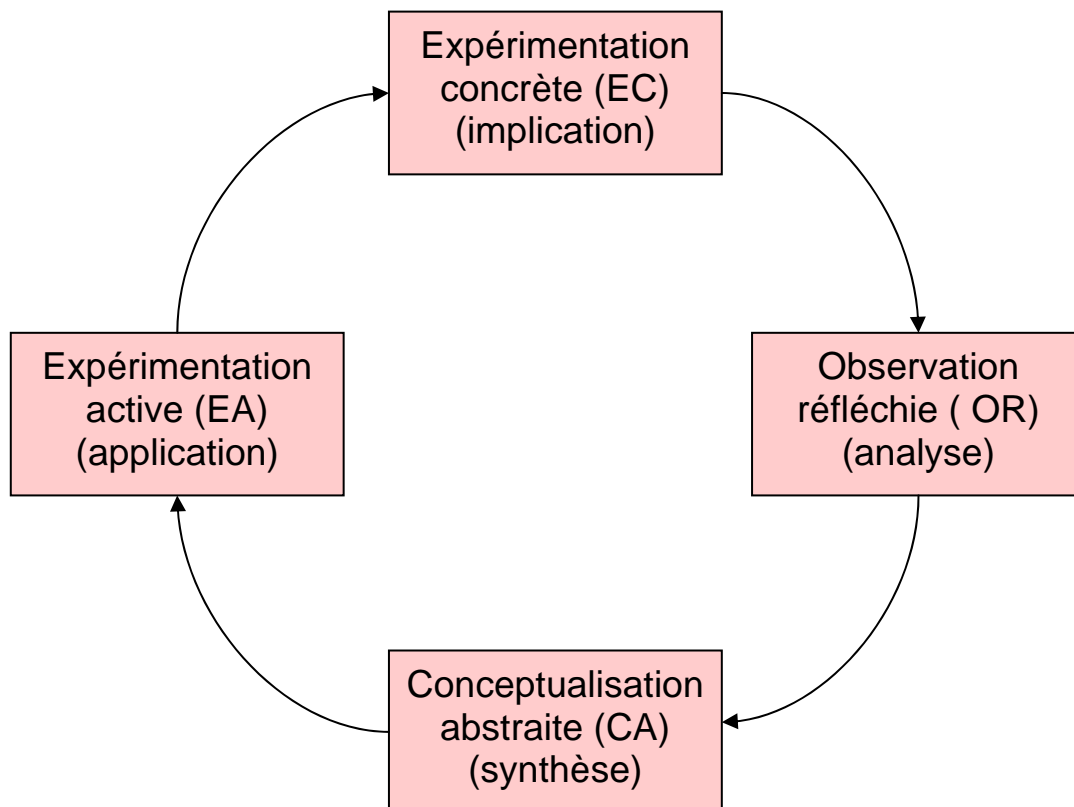 Expérimentation
concrète (EC)
(implication)
Expérimentation
active (EA)
(application)
Observation
réfléchie ( OR)
(analyse)
Conceptualisation
abstraite (CA)
(synthèse)